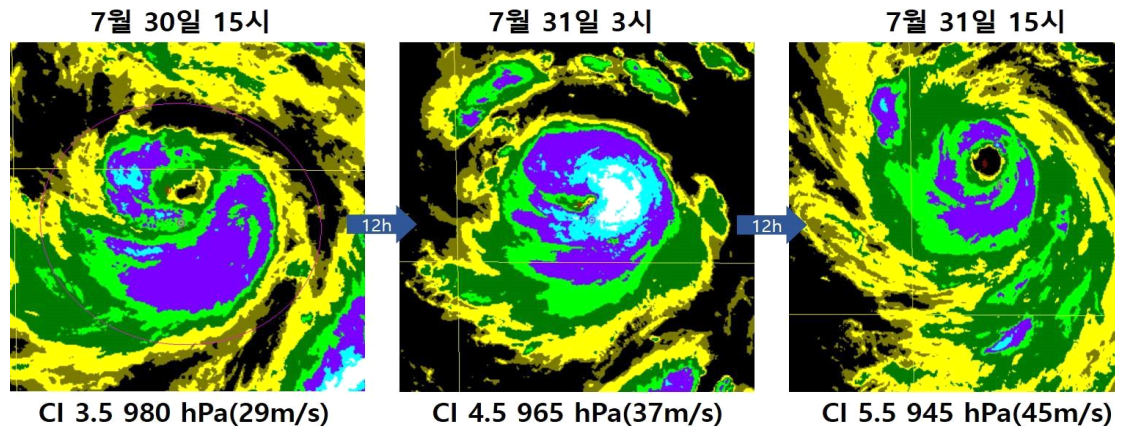 7월 30일 15시
7월 31일 3시
7월 31일 15시
12h
12h
CI 3.5 980 hPa(29m/s)
CI 4.5 965 hPa(37m/s)
CI 5.5 945 hPa(45m/s)